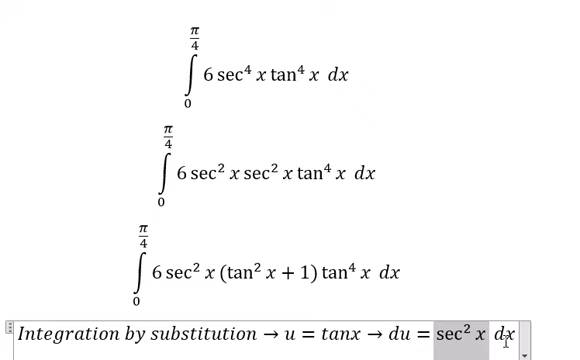 ∫₀^(π/4) 6 sec⁴ x tan⁴ x dx
∫₀^(π/4) 6 sec² x sec² x tan⁴ x dx
∫₀^(π/4) 6 sec² x (tan² x + 1) tan⁴ x dx
Integration by substitution → u = tanx → du = sec² x dx